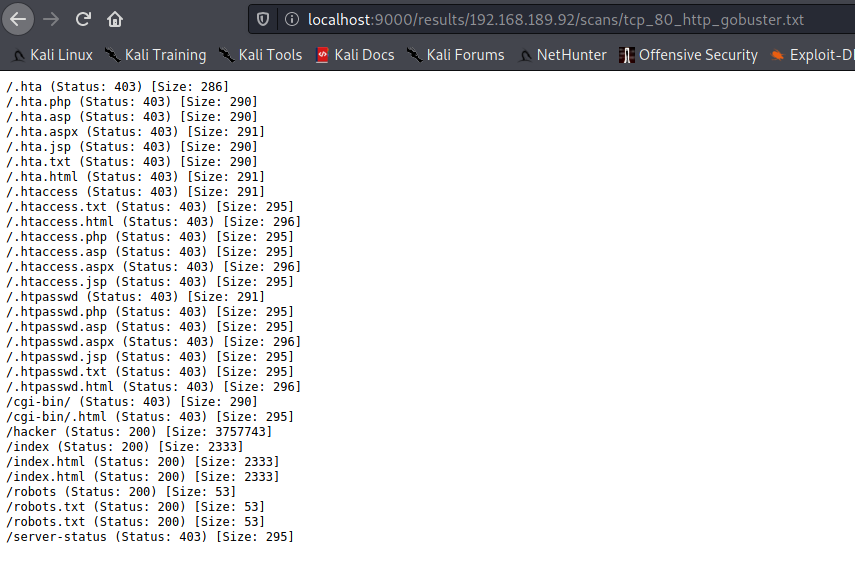 localhost:9000/results/192.168.189.92/scans/tcp_80_http_gobuster.txt
Kali Linux Kali Training Kali Tools Kali Docs Kali Forums NetHunter Offensive Security Exploit-D
/.hta (Status: 403) [Size: 286]
/.hta.php (Status: 403) [Size: 290]
/.hta.asp (Status: 403) [Size: 290]
/.hta.aspx (Status: 403) [Size: 291]
/.hta.jsp (Status: 403) [Size: 290]
/.hta.txt (Status: 403) [Size: 290]
/.hta.html (Status: 403) [Size: 291]
/.htaccess (Status: 403) [Size: 291]
/.htaccess.txt (Status: 403) [Size: 295]
/.htaccess.html (Status: 403) [Size: 296]
/.htaccess.php (Status: 403) [Size: 295]
/.htaccess.asp (Status: 403) [Size: 295]
/.htaccess.aspx (Status: 403) [Size: 296]
/.htaccess.jsp (Status: 403) [Size: 295]
/.htpasswd (Status: 403) [Size: 291]
/.htpasswd.php (Status: 403) [Size: 295]
/.htpasswd.asp (Status: 403) [Size: 295]
/.htpasswd.aspx (Status: 403) [Size: 296]
/.htpasswd.jsp (Status: 403) [Size: 295]
/.htpasswd.txt (Status: 403) [Size: 295]
/.htpasswd.html (Status: 403) [Size: 296]
/cgi-bin/ (Status: 403) [Size: 290]
/cgi-bin/.html (Status: 403) [Size: 295]
/hacker (Status: 200) [Size: 3757743]
/index (Status: 200) [Size: 2333]
/index.html (Status: 200) [Size: 2333]
/index.html (Status: 200) [Size: 2333]
/robots (Status: 200) [Size: 53]
/robots.txt (Status: 200) [Size: 53]
/robots.txt (Status: 200) [Size: 53]
/server-status (Status: 403) [Size: 295]